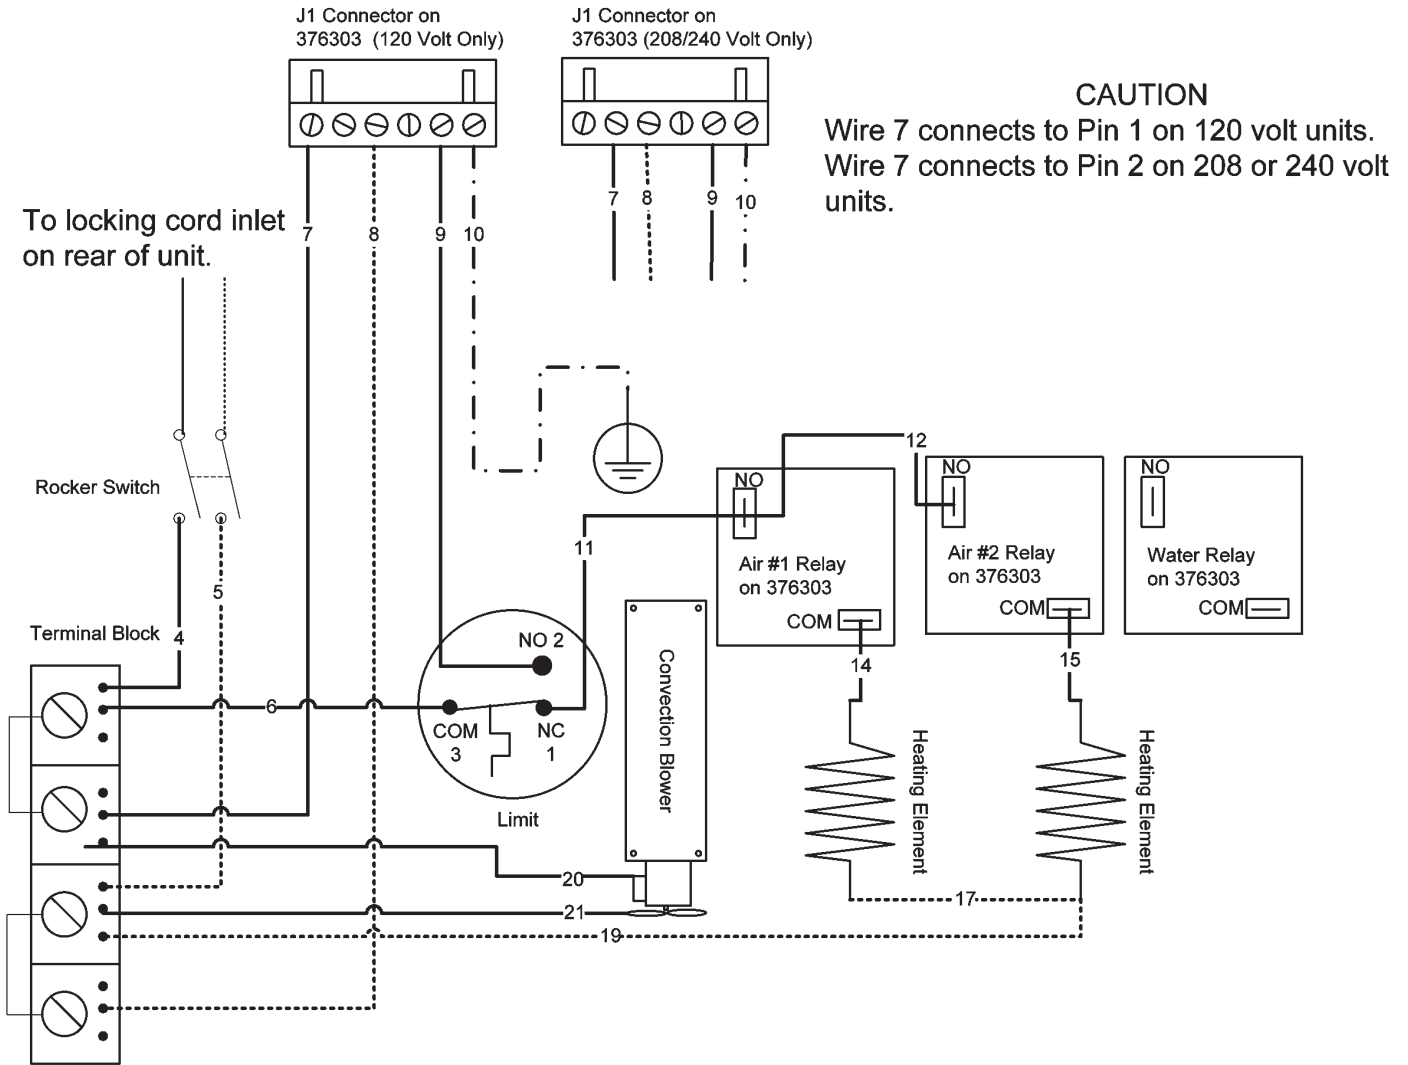 J1 Connector on
376303 (120 Volt Only)
J1 Connector on
376303 (208/240 Volt Only)
CAUTION
Wire 7 connects to Pin 1 on 120 volt units.
Wire 7 connects to Pin 2 on 208 or 240 volt
units.
7
8
9
10
To locking cord inlet
on rear of unit.
7
8
9
10
12
NO
NO
NO
Rocker Switch
11
Air #1 Relay
on 376303
Air #2 Relay
on 376303
Water Relay
on 376303
5
COM
COM
COM
Terminal Block
4
NO 2
14
15
6
COM
3
NC
1
Convection Blower
Heating Element
Heating Element
Limit
20
17
21
19